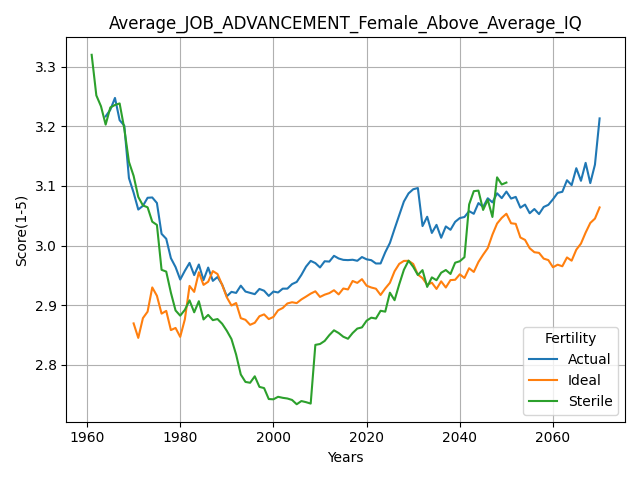 Average_JOB_ADVANCEMENT_Female_Above_Average_IQ
Score(1-5)
3.3
3.2
3.1
3.0
2.9
2.8
1960 1980 2000 2020 2040 2060
Years
Fertility
Actual
Ideal
Sterile